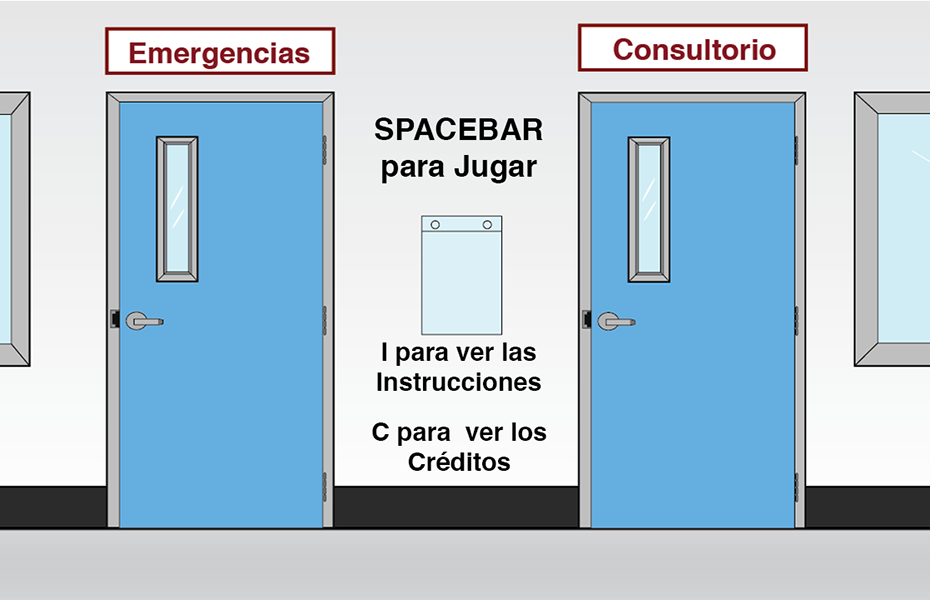 Emergencias
Consultorio
SPACEBAR
para Jugar
I para ver las
Instrucciones
C para  ver los
Créditos